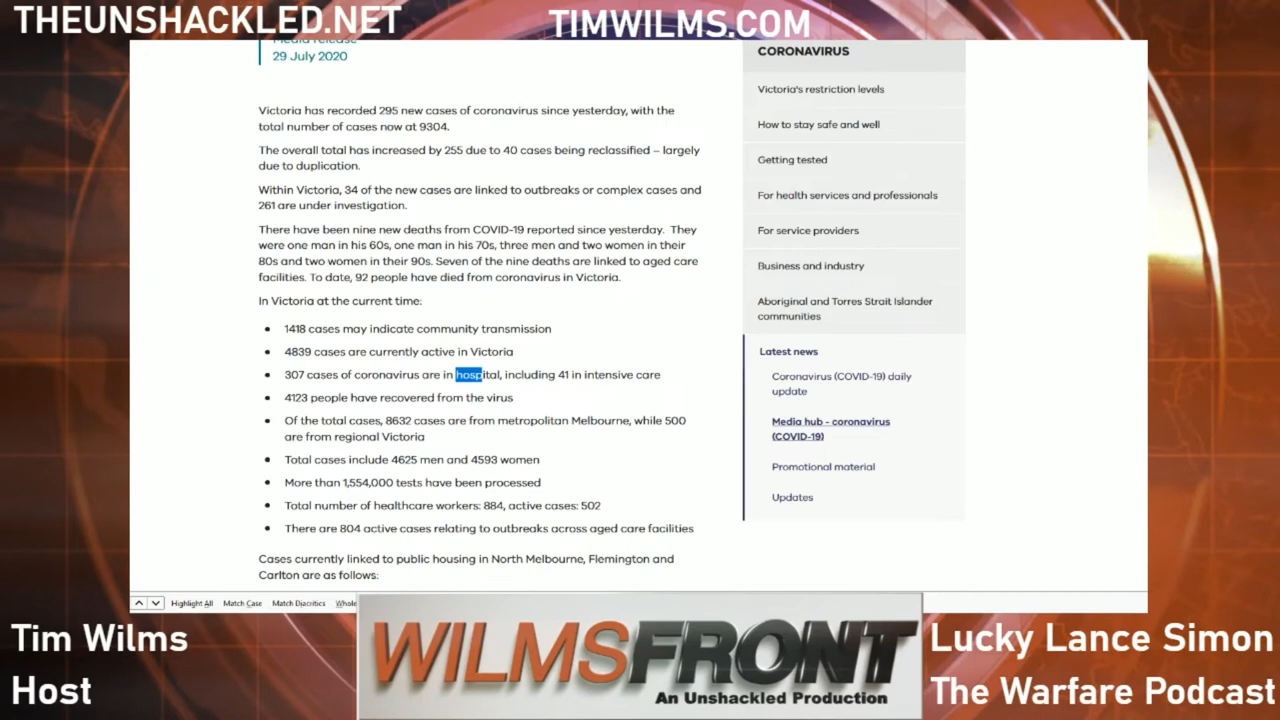 THEUNSHACKLED.NET
TIMWILMS.COM
Media release
29 July 2020
Victoria has recorded 295 new cases of coronavirus since yesterday, with the
total number of cases now at 9304.
The overall total has increased by 255 due to 40 cases being reclassified – largely
due to duplication.
Within Victoria, 34 of the new cases are linked to outbreaks or complex cases and
261 are under investigation.
There have been nine new deaths from COVID-19 reported since yesterday. They
were one man in his 60s, one man in his 70s, three men and two women in their
80s and two women in their 90s. Seven of the nine deaths are linked to aged care
facilities. To date, 92 people have died from coronavirus in Victoria.
In Victoria at the current time:
• 1418 cases may indicate community transmission
• 4839 cases are currently active in Victoria
• 307 cases of coronavirus are in hospital, including 41 in intensive care
• 4123 people have recovered from the virus
• Of the total cases, 8632 cases are from metropolitan Melbourne, while 500
are from regional Victoria
• Total cases include 4625 men and 4593 women
• More than 1,554,000 tests have been processed
• Total number of healthcare workers: 884, active cases: 502
• There are 804 active cases relating to outbreaks across aged care facilities
Cases currently linked to public housing in North Melbourne, Flemington and
Carlton are as follows:
CORONAVIRUS
Victoria's restriction levels
How to stay safe and well
Getting tested
For health services and professionals
For service providers
Business and industry
Aboriginal and Torres Strait Islander
communities
Latest news
Coronavirus (COVID-19) daily
update
Media hub - coronavirus
(COVID-19)
Promotional material
Updates
Highlight All Match Case Match Diacritics Whole
Tim Wilms
Host
WILMSFRONT
An Unshackled Production
Lucky Lance Simon
The Warfare Podcast